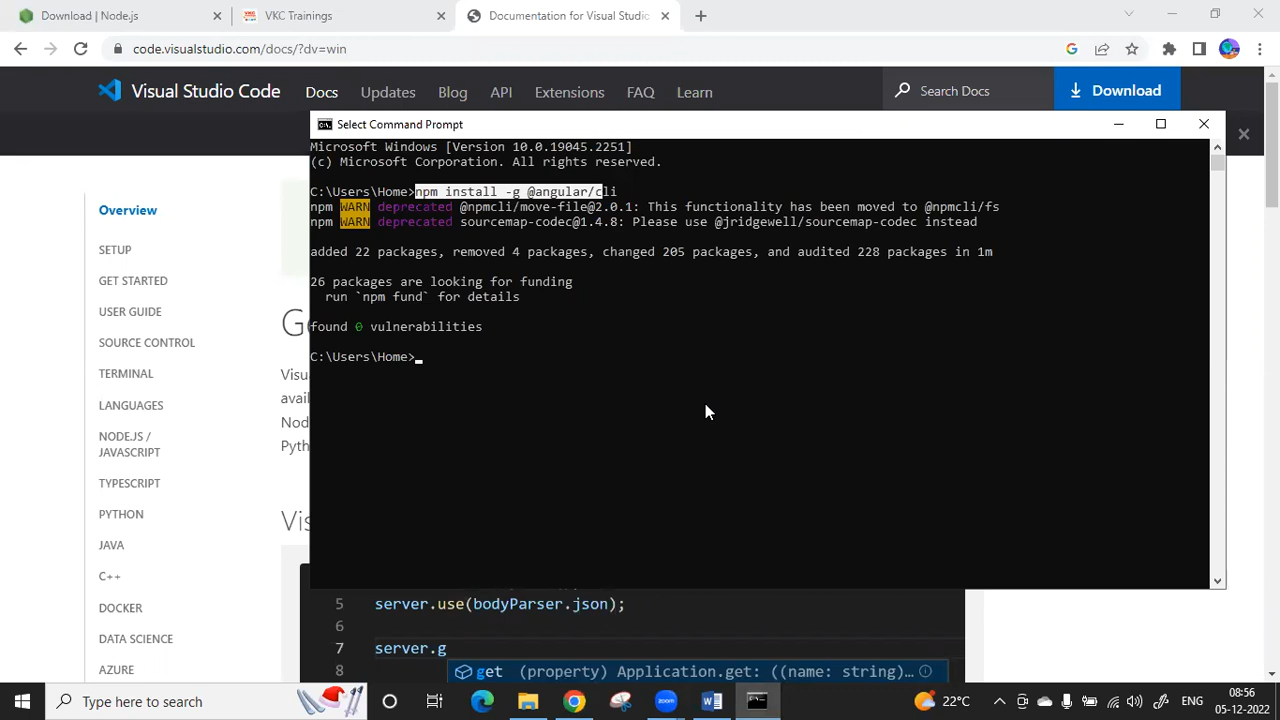 Download | Node.js
VKC Trainings
Documentation for Visual Studio
code.visualstudio.com/docs/?dv=win
Visual Studio Code
Docs
Updates
Blog
API
Extensions
FAQ
Learn
Search Docs
Download
Select Command Prompt
Microsoft Windows [Version 10.0.19045.2251]
(c) Microsoft Corporation. All rights reserved.
C:\Users\Home>npm install -g @angular/cli
npm WARN deprecated @npmcli/move-file@2.0.1: This functionality has been moved to @npmcli/fs
npm WARN deprecated sourcemap-codec@1.4.8: Please use @jridgewell/sourcemap-codec instead
added 22 packages, removed 4 packages, changed 205 packages, and audited 228 packages in 1m
26 packages are looking for funding
run `npm fund` for details
found 0 vulnerabilities
C:\Users\Home>
Overview
SETUP
GET STARTED
USER GUIDE
SOURCE CONTROL
TERMINAL
LANGUAGES
NODE.JS /
JAVASCRIPT
TYPESCRIPT
PYTHON
JAVA
C++
DOCKER
DATA SCIENCE
AZURE
5 server.use(bodyParser.json);
6
7 server.g
8
get (property) Application.get: ((name: string)...
Type here to search
zoom
22°C
ENG
08:56
05-12-2022